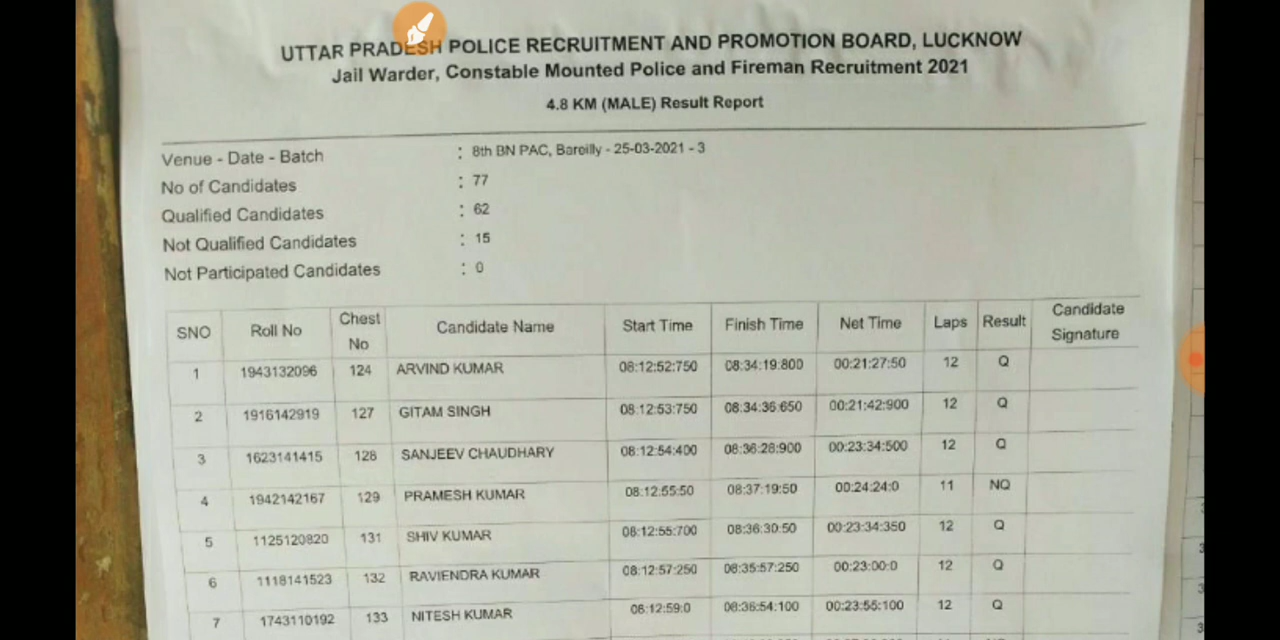 UTTAR PRADESH POLICE RECRUITMENT AND PROMOTION BOARD, LUCKNOW
Jail Warder, Constable Mounted Police and Fireman Recruitment 2021
4.8 KM (MALE) Result Report
Venue - Date - Batch : 8th BN PAC, Bareilly - 25-03-2021 - 3
No of Candidates : 77
Qualified Candidates : 62
Not Qualified Candidates : 15
Not Participated Candidates : 0
SNO Roll No Chest No Candidate Name Start Time Finish Time Net Time Laps Result Candidate Signature
1 1943132096 124 ARVIND KUMAR 08:12:52:750 08:34:19:800 00:21:27:50 12 Q
2 1916142919 127 GITAM SINGH 08:12:53:750 08:34:36:650 00:21:42:900 12 Q
3 1623141415 128 SANJEEV CHAUDHARY 08:12:54:400 08:36:28:900 00:23:34:500 12 Q
4 1942142167 129 PRAMESH KUMAR 08:12:55:50 08:37:19:50 00:24:24:0 11 NQ
5 1125120820 131 SHIV KUMAR 08:12:55:700 08:36:30:50 00:23:34:350 12 Q
6 1118141523 132 RAVIENDRA KUMAR 08:12:57:250 08:35:57:250 00:23:00:0 12 Q
7 1743110192 133 NITESH KUMAR 08:12:59:0 08:36:54:100 00:23:55:100 12 Q